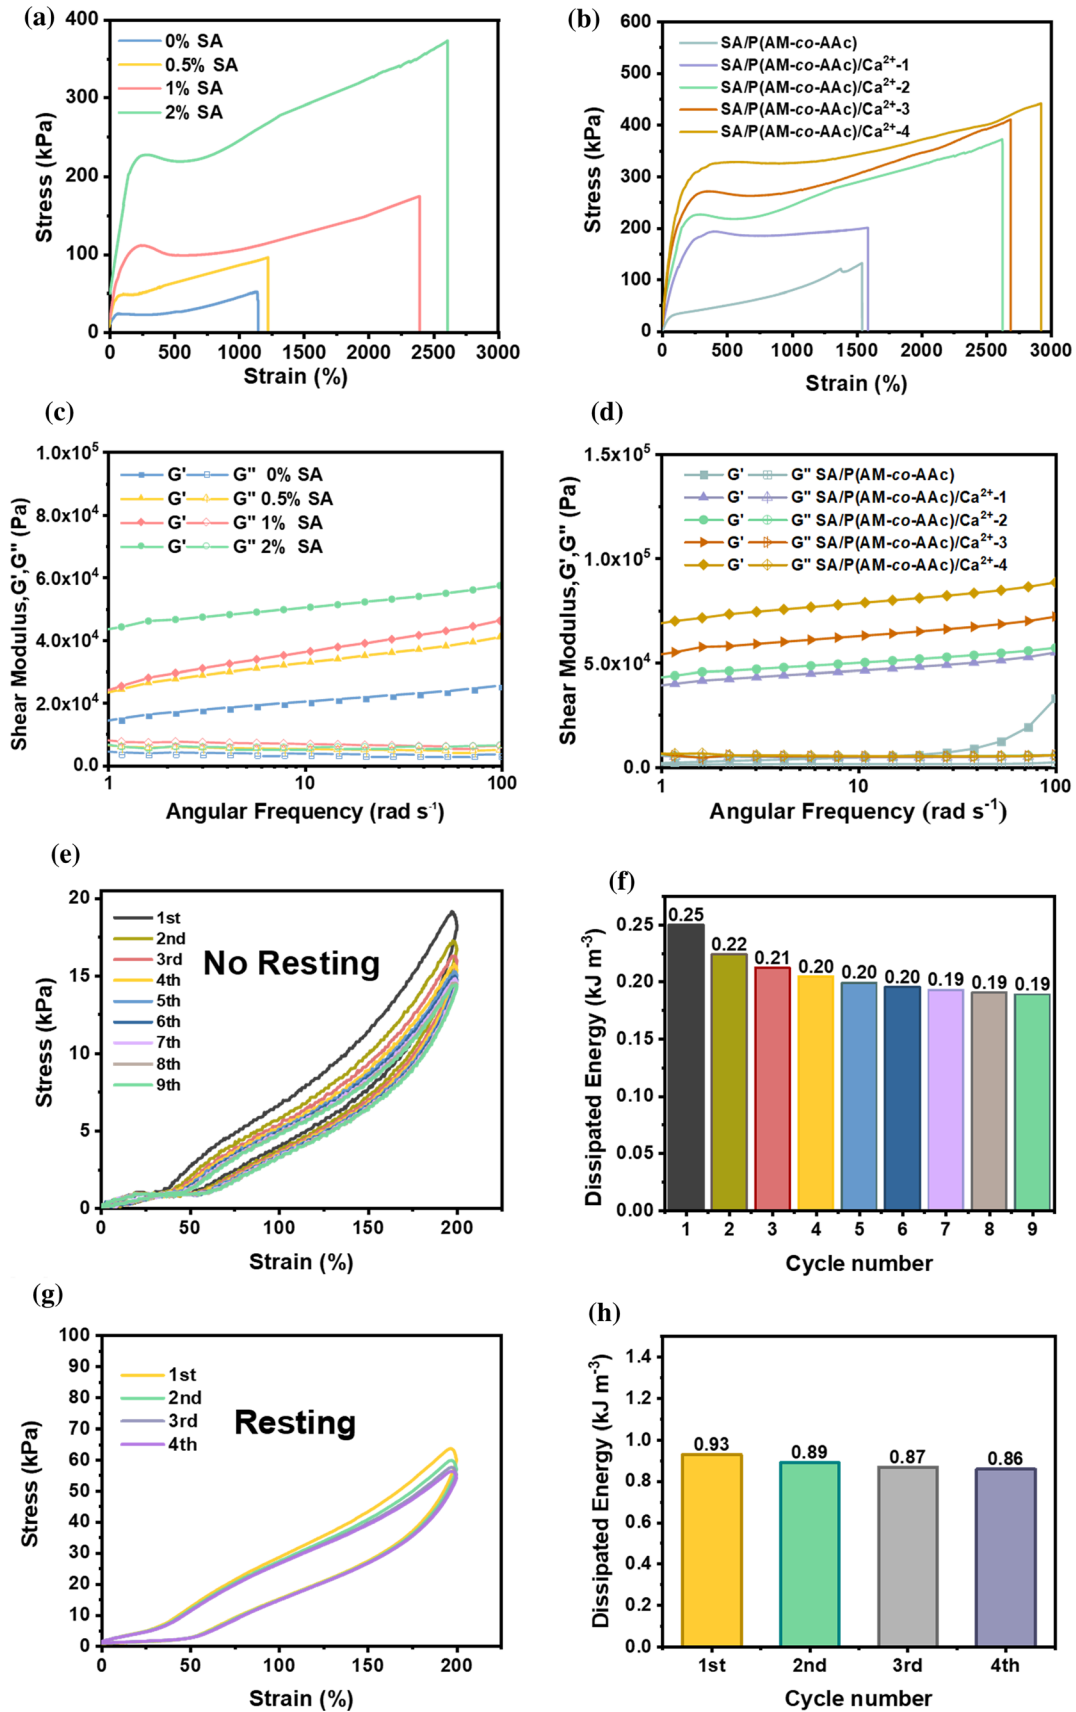 (a)
400
300
200
100
0
0% SA
0.5% SA
1% SA
2% SA
Stress (kPa)
0 500 1000 1500 2000 2500 3000
Strain (%)
(b)
600
500
400
300
200
100
0
SA/P(AM-co-AAc)
SA/P(AM-co-AAc)/Ca²⁺-1
SA/P(AM-co-AAc)/Ca²⁺-2
SA/P(AM-co-AAc)/Ca²⁺-3
SA/P(AM-co-AAc)/Ca²⁺-4
Stress (kPa)
0 500 1000 1500 2000 2500 3000
Strain (%)
(c)
1.0x10⁵
8.0x10⁴
6.0x10⁴
4.0x10⁴
2.0x10⁴
0.0
G' G" 0% SA
G' G" 0.5% SA
G' G" 1% SA
G' G" 2% SA
Shear Modulus,G',G" (Pa)
1 10 100
Angular Frequency (rad s⁻¹)
(d)
1.5x10⁵
1.0x10⁵
5.0x10⁴
0.0
G' G" SA/P(AM-co-AAc)
G' G" SA/P(AM-co-AAc)/Ca²⁺-1
G' G" SA/P(AM-co-AAc)/Ca²⁺-2
G' G" SA/P(AM-co-AAc)/Ca²⁺-3
G' G" SA/P(AM-co-AAc)/Ca²⁺-4
Shear Modulus,G',G" (Pa)
1 10 100
Angular Frequency (rad s⁻¹)
(e)
20
15
10
5
0
1st
2nd
3rd
4th
5th
6th
7th
8th
9th
No Resting
Stress (kPa)
0 50 100 150 200
Strain (%)
(f)
0.25
0.20
0.15
0.10
0.05
0.00
0.25 0.22 0.21 0.20 0.20 0.20 0.19 0.19 0.19
Dissipated Energy (kJ m⁻³)
1 2 3 4 5 6 7 8 9
Cycle number
(g)
100
90
80
70
60
50
40
30
20
10
0
1st
2nd
3rd
4th
Resting
Stress (kPa)
0 50 100 150 200
Strain (%)
(h)
1.4
1.2
1.0
0.8
0.6
0.4
0.2
0.0
0.93 0.89 0.87 0.86
Dissipated Energy (kJ m⁻³)
1st 2nd 3rd 4th
Cycle number